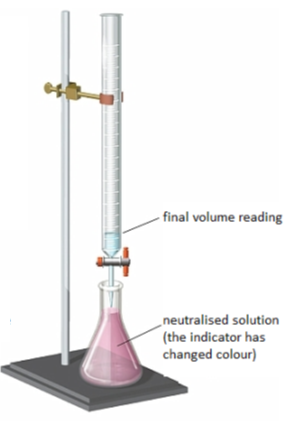 final volume reading
neutralised solution
(the indicator has
changed colour)